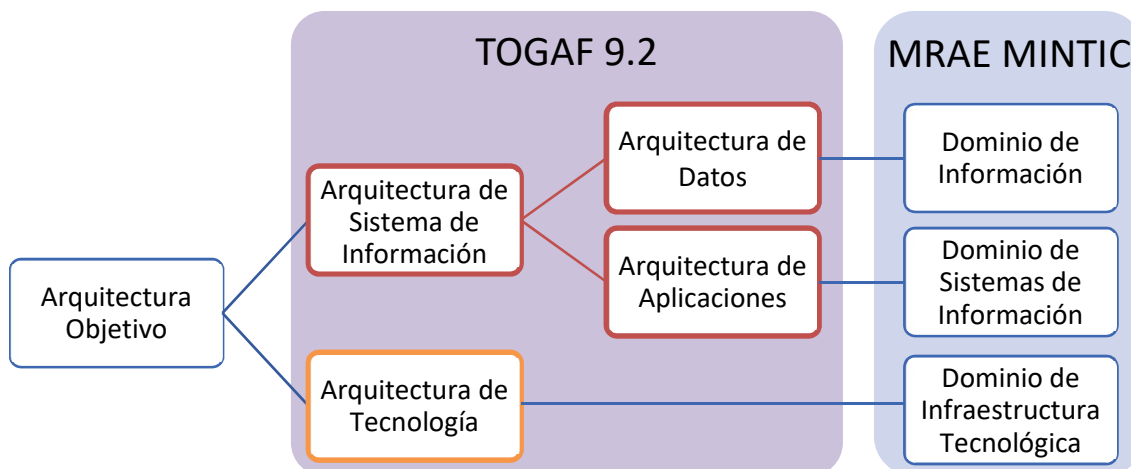 TOGAF 9.2
MRAE MINTIC
Arquitectura
Objetivo
Arquitectura de
Sistema de
Información
Arquitectura de
Tecnología
Arquitectura de
Datos
Arquitectura de
Aplicaciones
Dominio de
Información
Dominio de
Sistemas de
Información
Dominio de
Infraestructura
Tecnológica